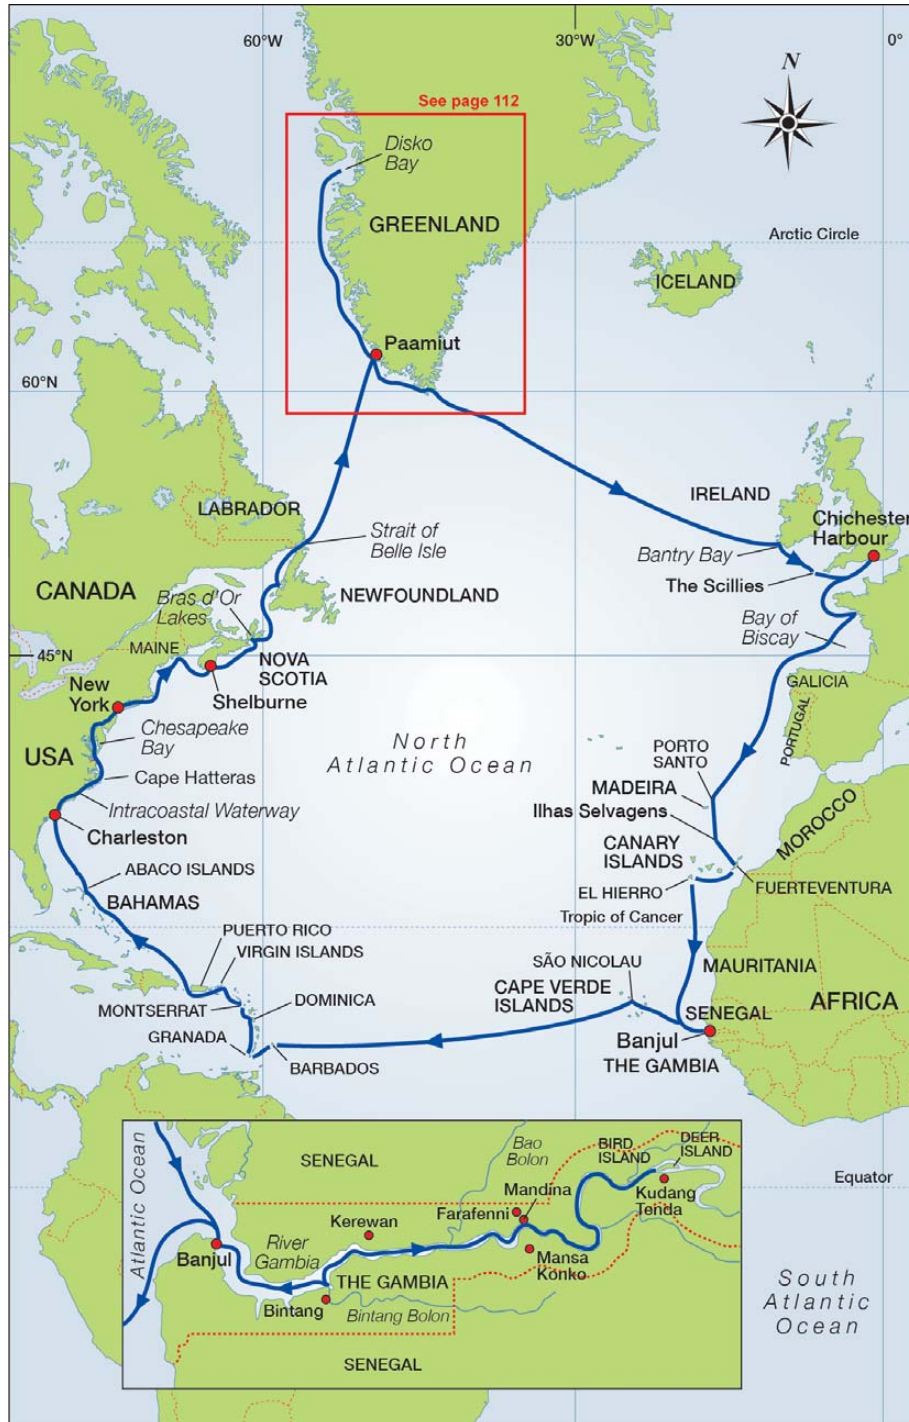 60°W
30°W
0°
N
See page 112
Disko
Bay
GREENLAND
Arctic Circle
ICELAND
Paamiut
60°N
LABRADOR
IRELAND
Chichester
Harbour
Strait of
Belle Isle
Bantry Bay
The Scillies
CANADA
Bras d'Or
Lakes
NEWFOUNDLAND
Bay of
Biscay
MAINE
45°N
NOVA
SCOTIA
GALICIA
New
York
Shelburne
PORTUGAL
Chesapeake
Bay
USA
North
Atlantic Ocean
PORTO
SANTO
Cape Hatteras
MADEIRA
Intracoastal Waterway
Ilhas Selvagens
MOROCCO
Charleston
CANARY
ISLANDS
ABACO ISLANDS
EL HIERRO
FUERTEVENTURA
BAHAMAS
Tropic of Cancer
PUERTO RICO
VIRGIN ISLANDS
SÃO NICOLAU
MAURITANIA
CAPE VERDE
ISLANDS
AFRICA
MONTSERRAT
DOMINICA
SENEGAL
GRANADA
Banjul
THE GAMBIA
BARBADOS
Atlantic Ocean
SENEGAL
Bao
Bolon
BIRD
ISLAND
DEER
ISLAND
Equator
Mandina
Farafenni
Kudang
Tenda
Kerewan
River
Gambia
Banjul
Mansa
Konko
THE GAMBIA
Bintang
Bintang Bolon
SENEGAL
South
Atlantic
Ocean